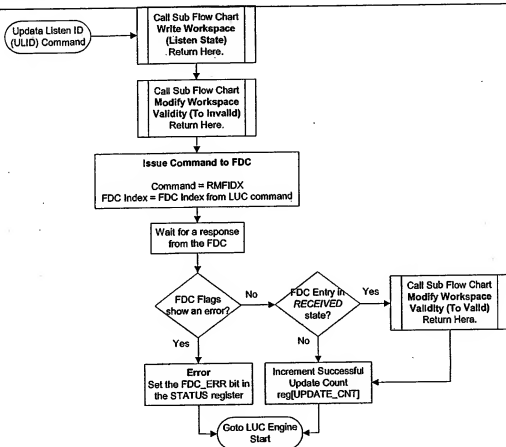 Updata Listen ID
(ULID) Command
Call Sub Flow Chart
Write Workspace
(Listen State)
Return Here.
Call Sub Flow Chart
Modify Workspace
Validity (To Invalid)
Return Here.
Issue Command to FDC
Command = RMFIDX
FDC Index = FDC Index from LUC command
Wait for a response
from the FDC
FDC Flags
show an error?
No
FDC Entry in
RECEIVED
state?
Yes
Call Sub Flow Chart
Modify Workspace
Validity (To Valid)
Return Here.
Yes
No
Error
Set the FDC_ERR bit in
the STATUS register
Increment Successful
Update Count
reg[UPDATE_CNT]
Goto LUC Engine
Start